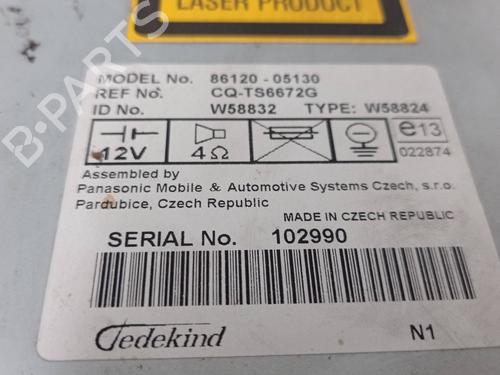 LASER PRODUCT
MODEL No. 86120 - 05130
REF No. CQ-TS6672G
ID No. W58832 TYPE: W58824
12V
4Ω
e13
022874
Assembled by
Panasonic Mobile & Automotive Systems Czech, s.r.o.
Pardubice, Czech Republic
MADE IN CZECH REPUBLIC
SERIAL No. 102990
Tedekind
N1